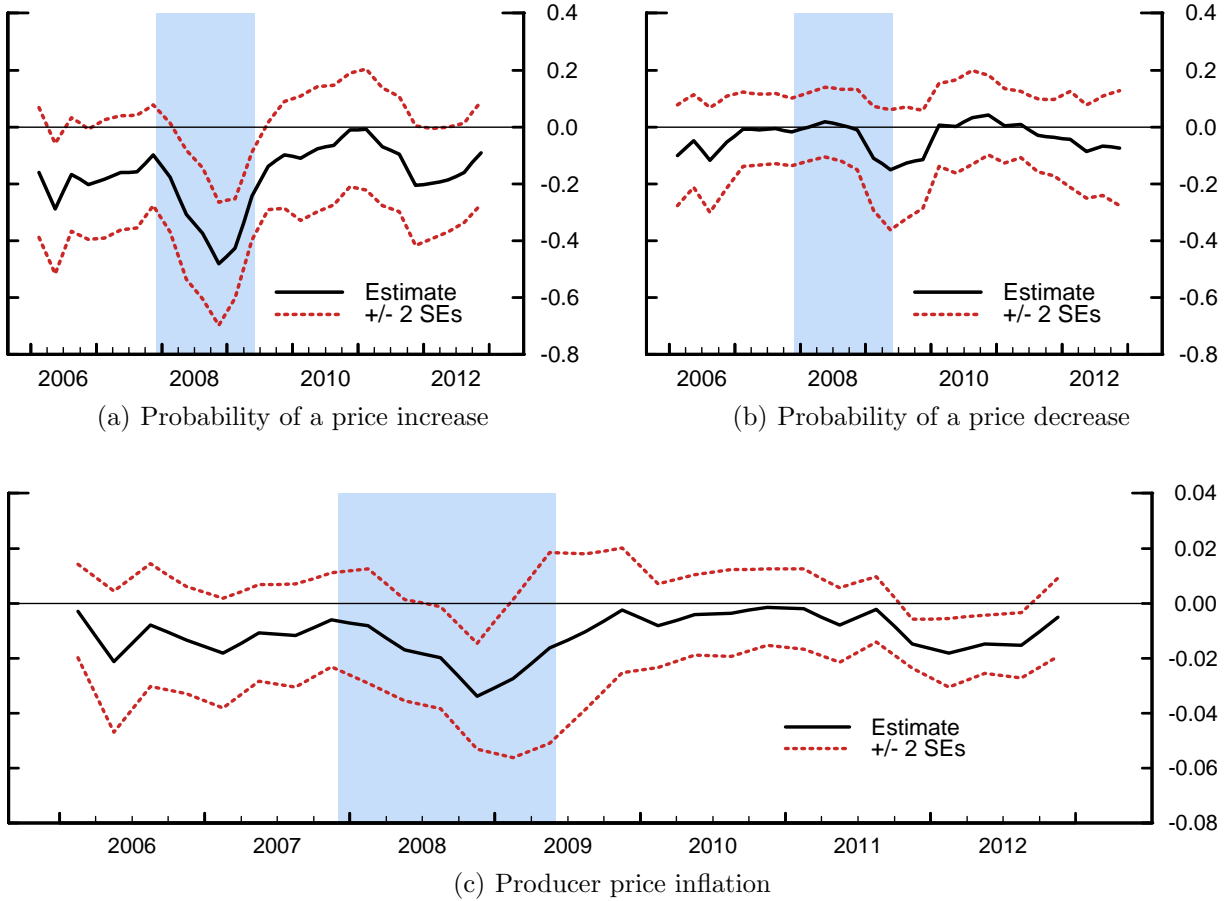 0.4
0.2
0.0
-0.2
-0.4
-0.6
-0.8
Estimate
+/- 2 SEs
2006 2008 2010 2012
(a) Probability of a price increase
0.4
0.2
0.0
-0.2
-0.4
-0.6
-0.8
Estimate
+/- 2 SEs
2006 2008 2010 2012
(b) Probability of a price decrease
0.04
0.02
0.00
-0.02
-0.04
-0.06
-0.08
Estimate
+/- 2 SEs
2006 2007 2008 2009 2010 2011 2012
(c) Producer price inflation